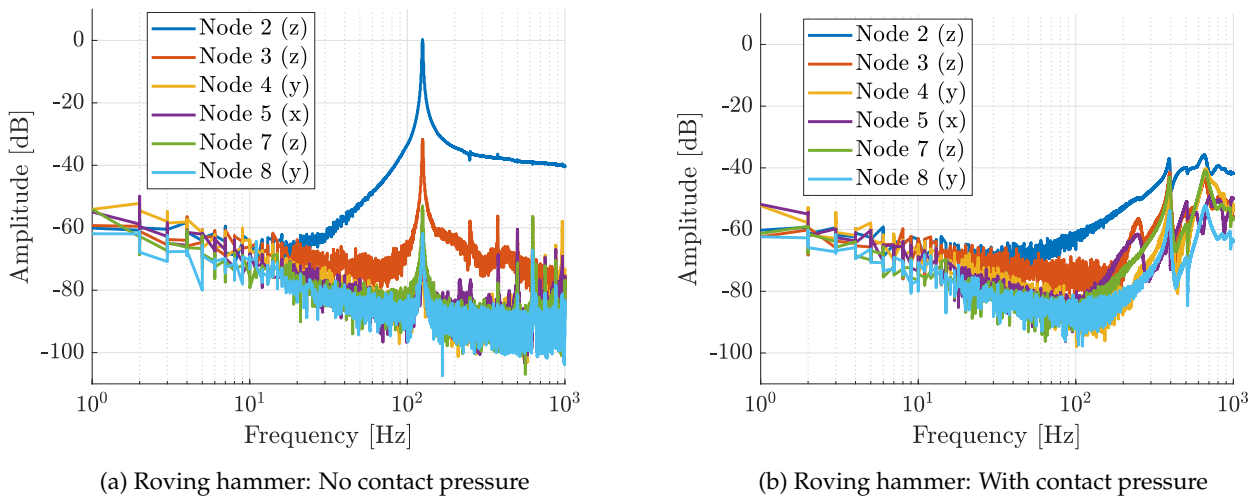 Node 2 (z)
Node 3 (z)
Node 4 (y)
Node 5 (x)
Node 7 (z)
Node 8 (y)
0
-20
-40
-60
-80
-100
Amplitude [dB]
10^0
10^1
10^2
10^3
Frequency [Hz]
(a) Roving hammer: No contact pressure
Node 2 (z)
Node 3 (z)
Node 4 (y)
Node 5 (x)
Node 7 (z)
Node 8 (y)
0
-20
-40
-60
-80
-100
Amplitude [dB]
10^0
10^1
10^2
10^3
Frequency [Hz]
(b) Roving hammer: With contact pressure